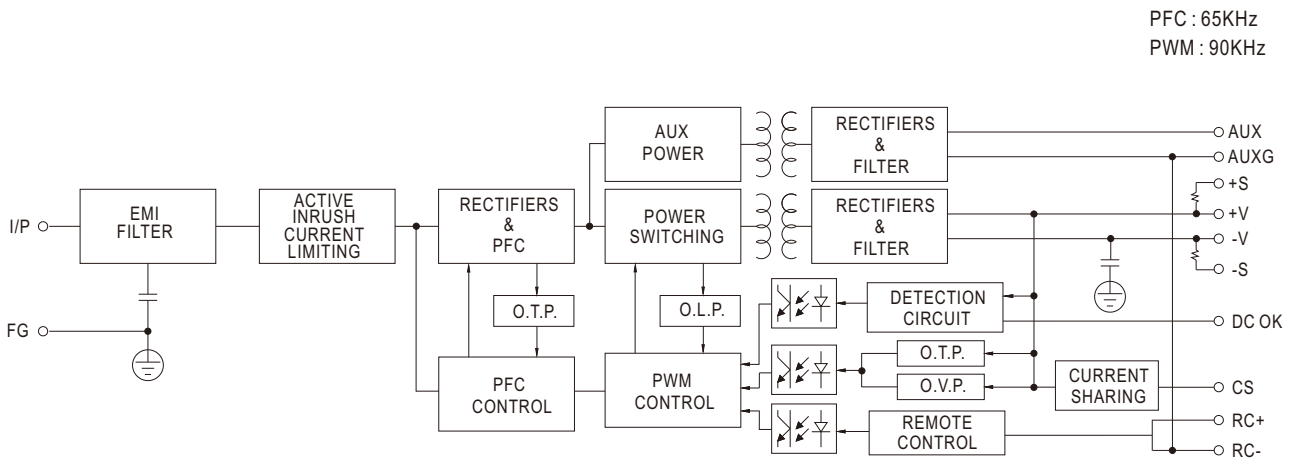 PFC : 65KHz
PWM : 90KHz
AUX
POWER
RECTIFIERS
&
FILTER
AUX
AUXG
I/P
EMI
FILTER
ACTIVE
INRUSH
CURRENT
LIMITING
RECTIFIERS
&
PFC
POWER
SWITCHING
RECTIFIERS
&
FILTER
+S
+V
-V
-S
FG
O.T.P.
O.L.P.
DETECTION
CIRCUIT
DC OK
PFC
CONTROL
PWM
CONTROL
O.T.P.
O.V.P.
CURRENT
SHARING
CS
REMOTE
CONTROL
RC+
RC-